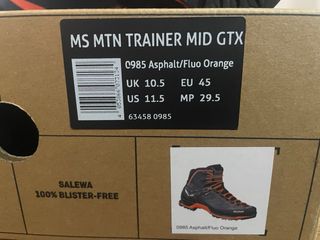 MS MTN TRAINER MID GTX
0985 Asphalt/Fluo Orange
UK 10.5 EU 45
US 11.5 MP 29.5
63458 0985
SALEWA
100% BLISTER-FREE
0985 Asphalt/Fluo Orange